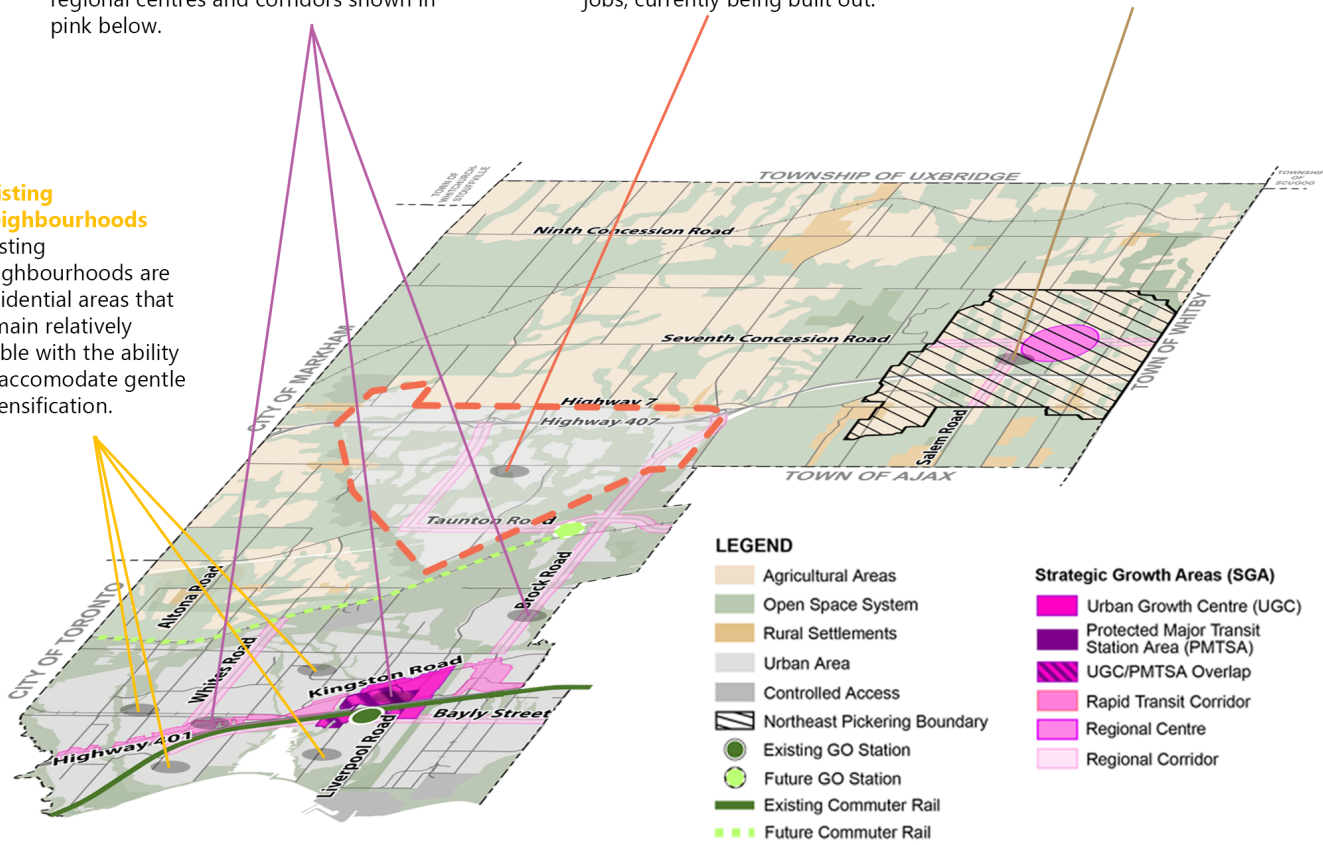 regional centres and corridors shown in
pink below.
jobs, currently being built out.
isting
eighbourhoods
isting
ighbourhoods are
sidential areas that
main relatively
ble with the ability
accomodate gentle
ensification.
TOWN OF
WHITCHURCH-
STOUFFVILLE
TOWNSHIP OF UXBRIDGE
TOWNSHIP
OF
SCUGOG
Ninth Concession Road
Seventh Concession Road
CITY OF MARKHAM
TOWN OF WHITBY
Highway 7
Highway 407
Salem Road
TOWN OF AJAX
Taunton Road
Brock Road
Altona Road
CITY OF TORONTO
Whites Road
Kingston Road
Bayly Street
Highway 401
Liverpool Road
LEGEND
Agricultural Areas
Open Space System
Rural Settlements
Urban Area
Controlled Access
Northeast Pickering Boundary
Existing GO Station
Future GO Station
Existing Commuter Rail
Future Commuter Rail
Strategic Growth Areas (SGA)
Urban Growth Centre (UGC)
Protected Major Transit
Station Area (PMTSA)
UGC/PMTSA Overlap
Rapid Transit Corridor
Regional Centre
Regional Corridor